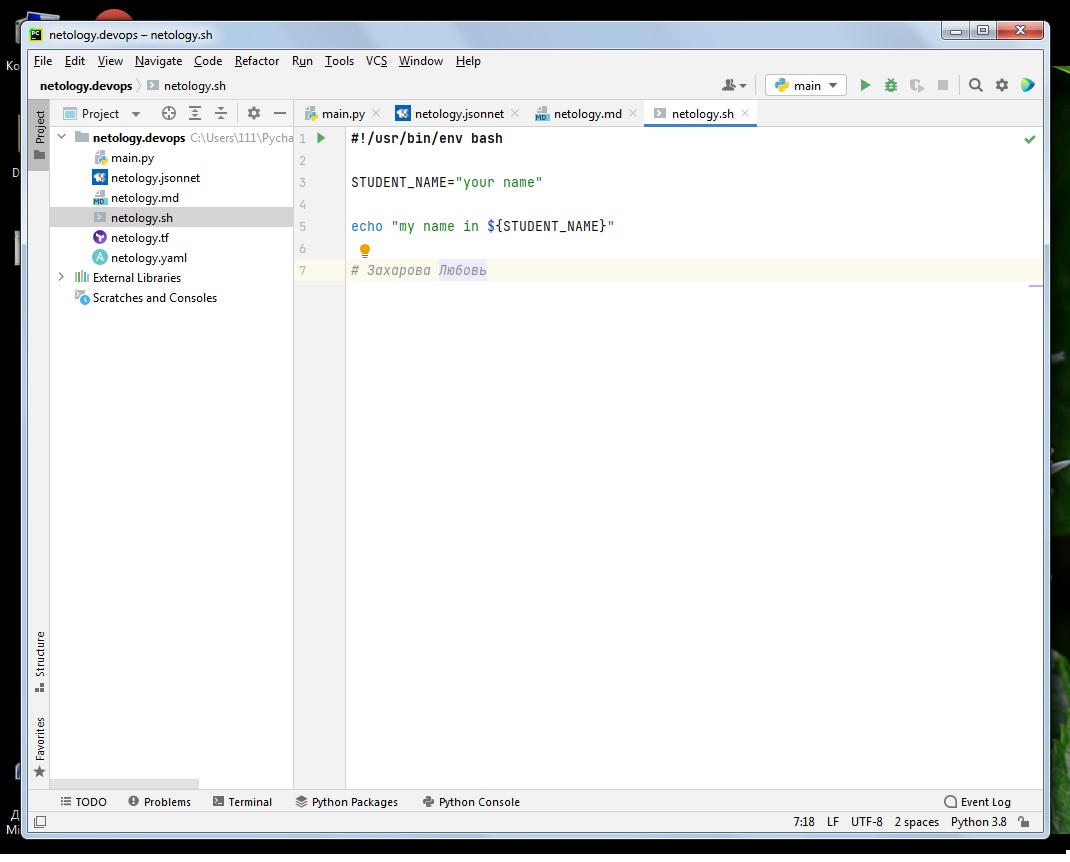 netology.devops – netology.sh
File Edit View Navigate Code Refactor Run Tools VCS Window Help
netology.devops netology.sh main
Project main.py netology.jsonnet netology.md netology.sh
Project
netology.devops C:\Users\111\Pycha
main.py
netology.jsonnet
netology.md
netology.sh
netology.tf
netology.yaml
External Libraries
Scratches and Consoles
1 #!/usr/bin/env bash
2
3 STUDENT_NAME="your name"
4
5 echo "my name in ${STUDENT_NAME}"
6
7 # Захарова Любовь
Structure
Favorites
TODO Problems Terminal Python Packages Python Console Event Log
7:18 LF UTF-8 2 spaces Python 3.8